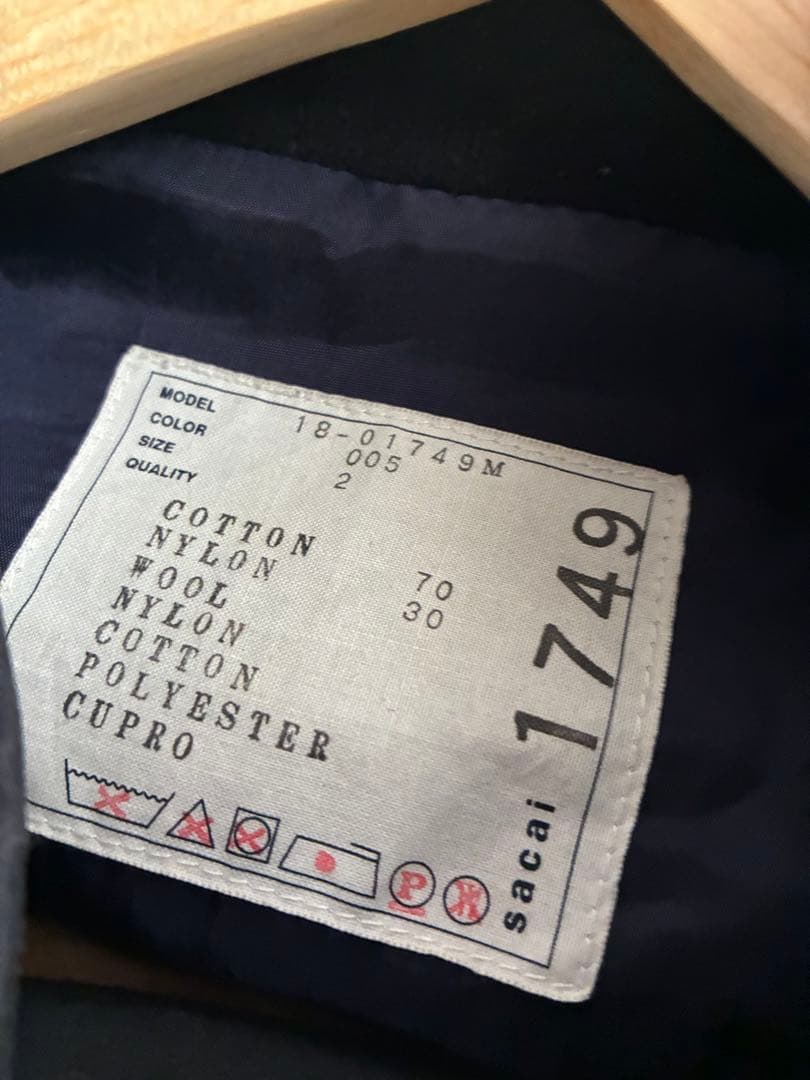 MODEL 18-01749M
COLOR 005
SIZE 2
QUALITY
COTTON 70
NYLON 30
WOOL
NYLON
COTTON
POLYESTER
CUPRO
P
W
sacai 1749